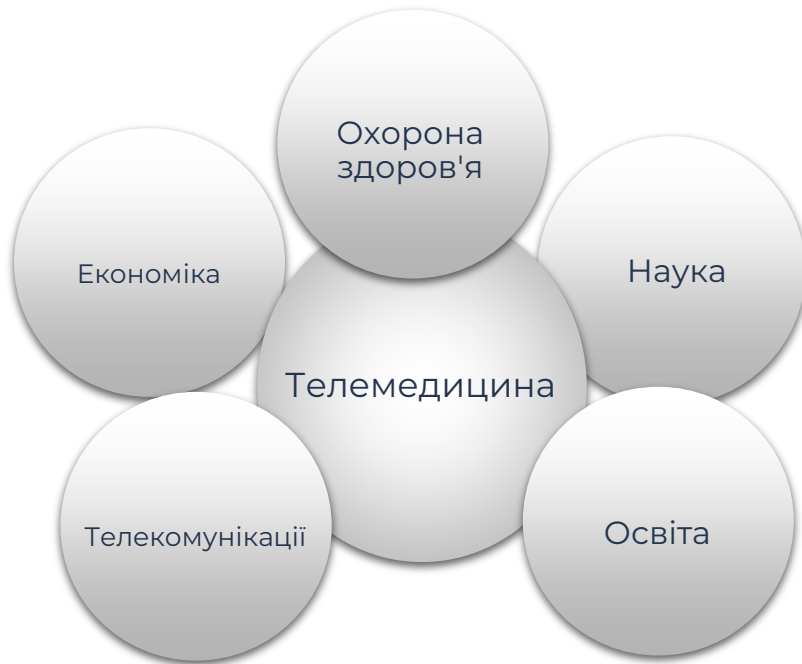 Охорона
здоров'я
Економіка
Наука
Телемедицина
Телекомунікації
Освіта